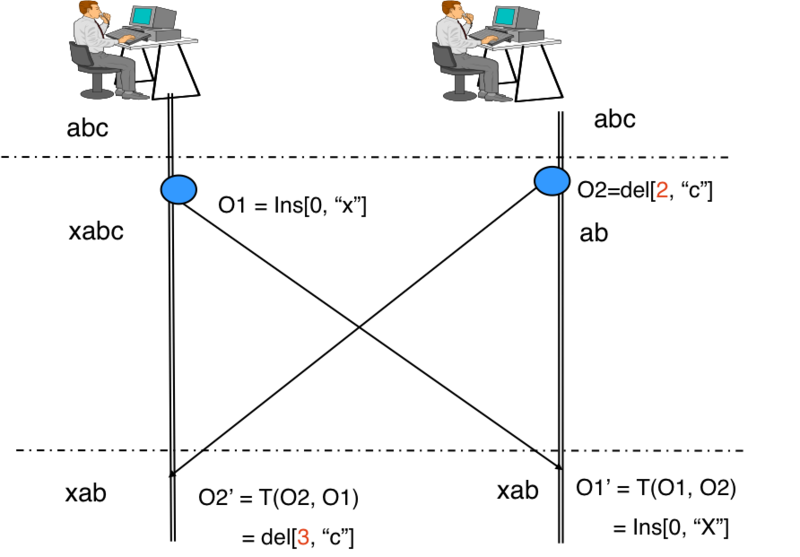 abc
abc
O1 = Ins[0, “x”]
O2=del[2, “c”]
xabc
ab
xab
O2’ = T(O2, O1)
= del[3, “c”]
xab
O1’ = T(O1, O2)
= Ins[0, “X”]